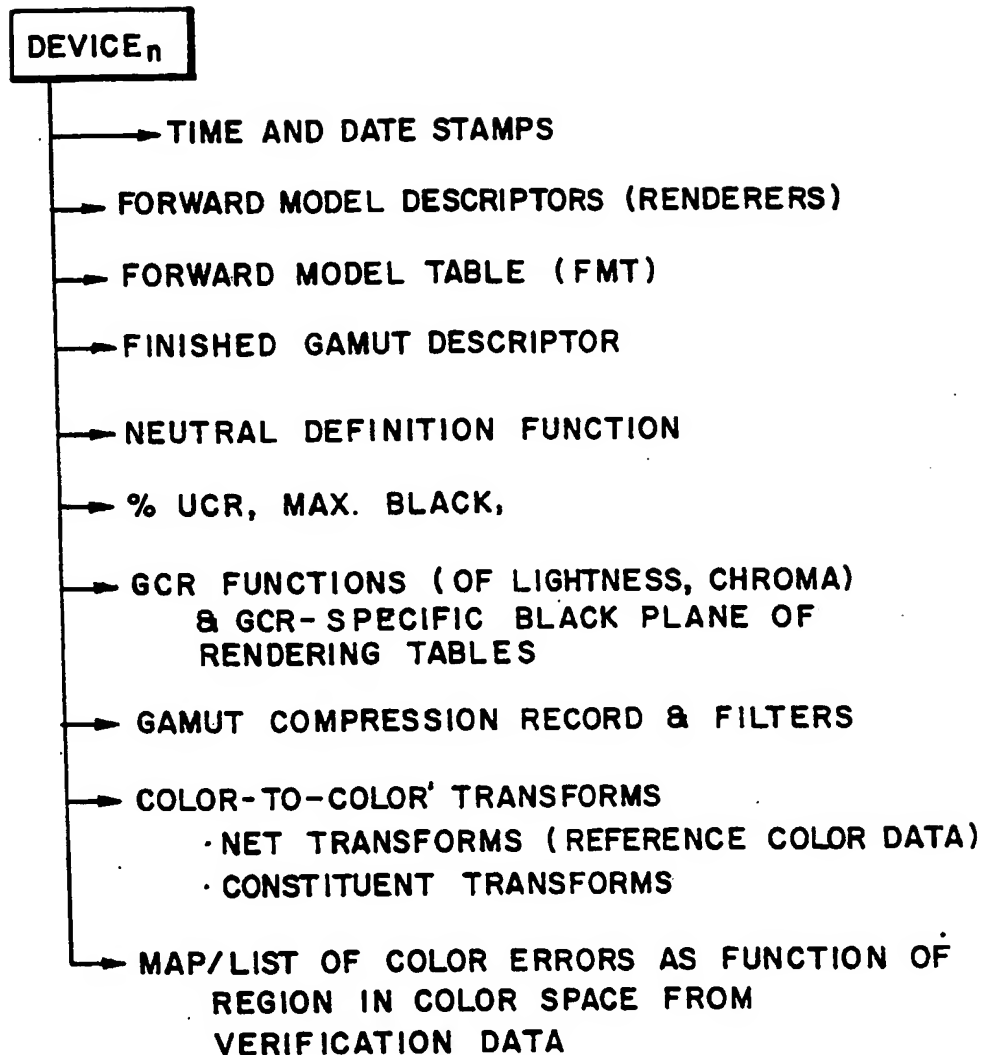 DEVICEn
TIME AND DATE STAMPS
FORWARD MODEL DESCRIPTORS (RENDERERS)
FORWARD MODEL TABLE (FMT)
FINISHED GAMUT DESCRIPTOR
NEUTRAL DEFINITION FUNCTION
% UCR, MAX. BLACK,
GCR FUNCTIONS (OF LIGHTNESS, CHROMA)
& GCR-SPECIFIC BLACK PLANE OF
RENDERING TABLES
GAMUT COMPRESSION RECORD & FILTERS
COLOR-TO-COLOR' TRANSFORMS
· NET TRANSFORMS (REFERENCE COLOR DATA)
· CONSTITUENT TRANSFORMS
MAP/LIST OF COLOR ERRORS AS FUNCTION OF
REGION IN COLOR SPACE FROM
VERIFICATION DATA